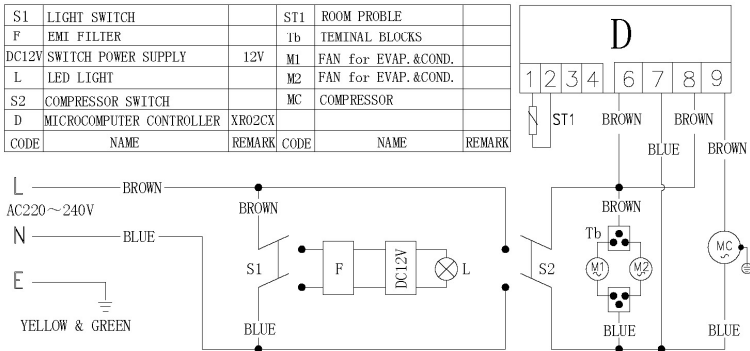 S1 LIGHT SWITCH ST1 ROOM PROBLE
F EMI FILTER Tb TEMINAL BLOCKS
DC12V SWITCH POWER SUPPLY 12V M1 FAN for EVAP.&COND.
L LED LIGHT M2 FAN for EVAP.&COND.
S2 COMPRESSOR SWITCH MC COMPRESSOR
D MICROCOMPUTER CONTROLLER XR02CX
CODE NAME REMARK CODE NAME REMARK
D
1 2 3 4 6 7 8 9
ST1 BROWN BROWN
BLUE BROWN
L BROWN
AC220~240V
BROWN BROWN
N BLUE
Tb
S1 F DC12V L S2 M1 M2 MC
E
YELLOW & GREEN
BLUE BLUE BLUE